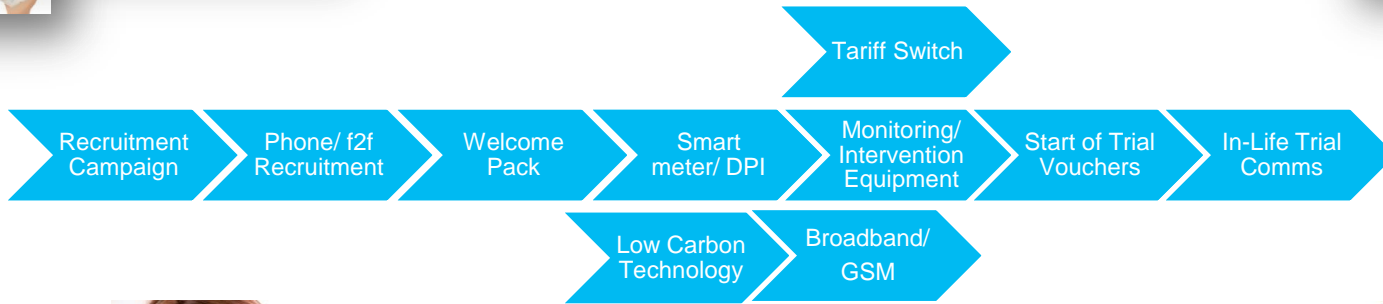 Tariff Switch
Recruitment
Campaign
Phone/ f2f
Recruitment
Welcome
Pack
Smart
meter/ DPI
Monitoring/
Intervention
Equipment
Start of Trial
Vouchers
In-Life Trial
Comms
Low Carbon
Technology
Broadband/
GSM